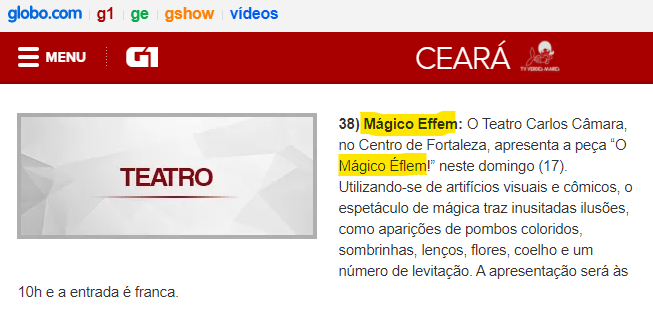 globo.com g1 ge gshow vídeos
MENU G1 CEARÁ TV VERDES MARES
TEATRO
38) Mágico Effem: O Teatro Carlos Câmara,
no Centro de Fortaleza, apresenta a peça “O
Mágico Éflem!” neste domingo (17).
Utilizando-se de artifícios visuais e cômicos, o
espetáculo de mágica traz inusitadas ilusões,
como aparições de pombos coloridos,
sombrinhas, lenços, flores, coelho e um
número de levitação. A apresentação será às
10h e a entrada é franca.